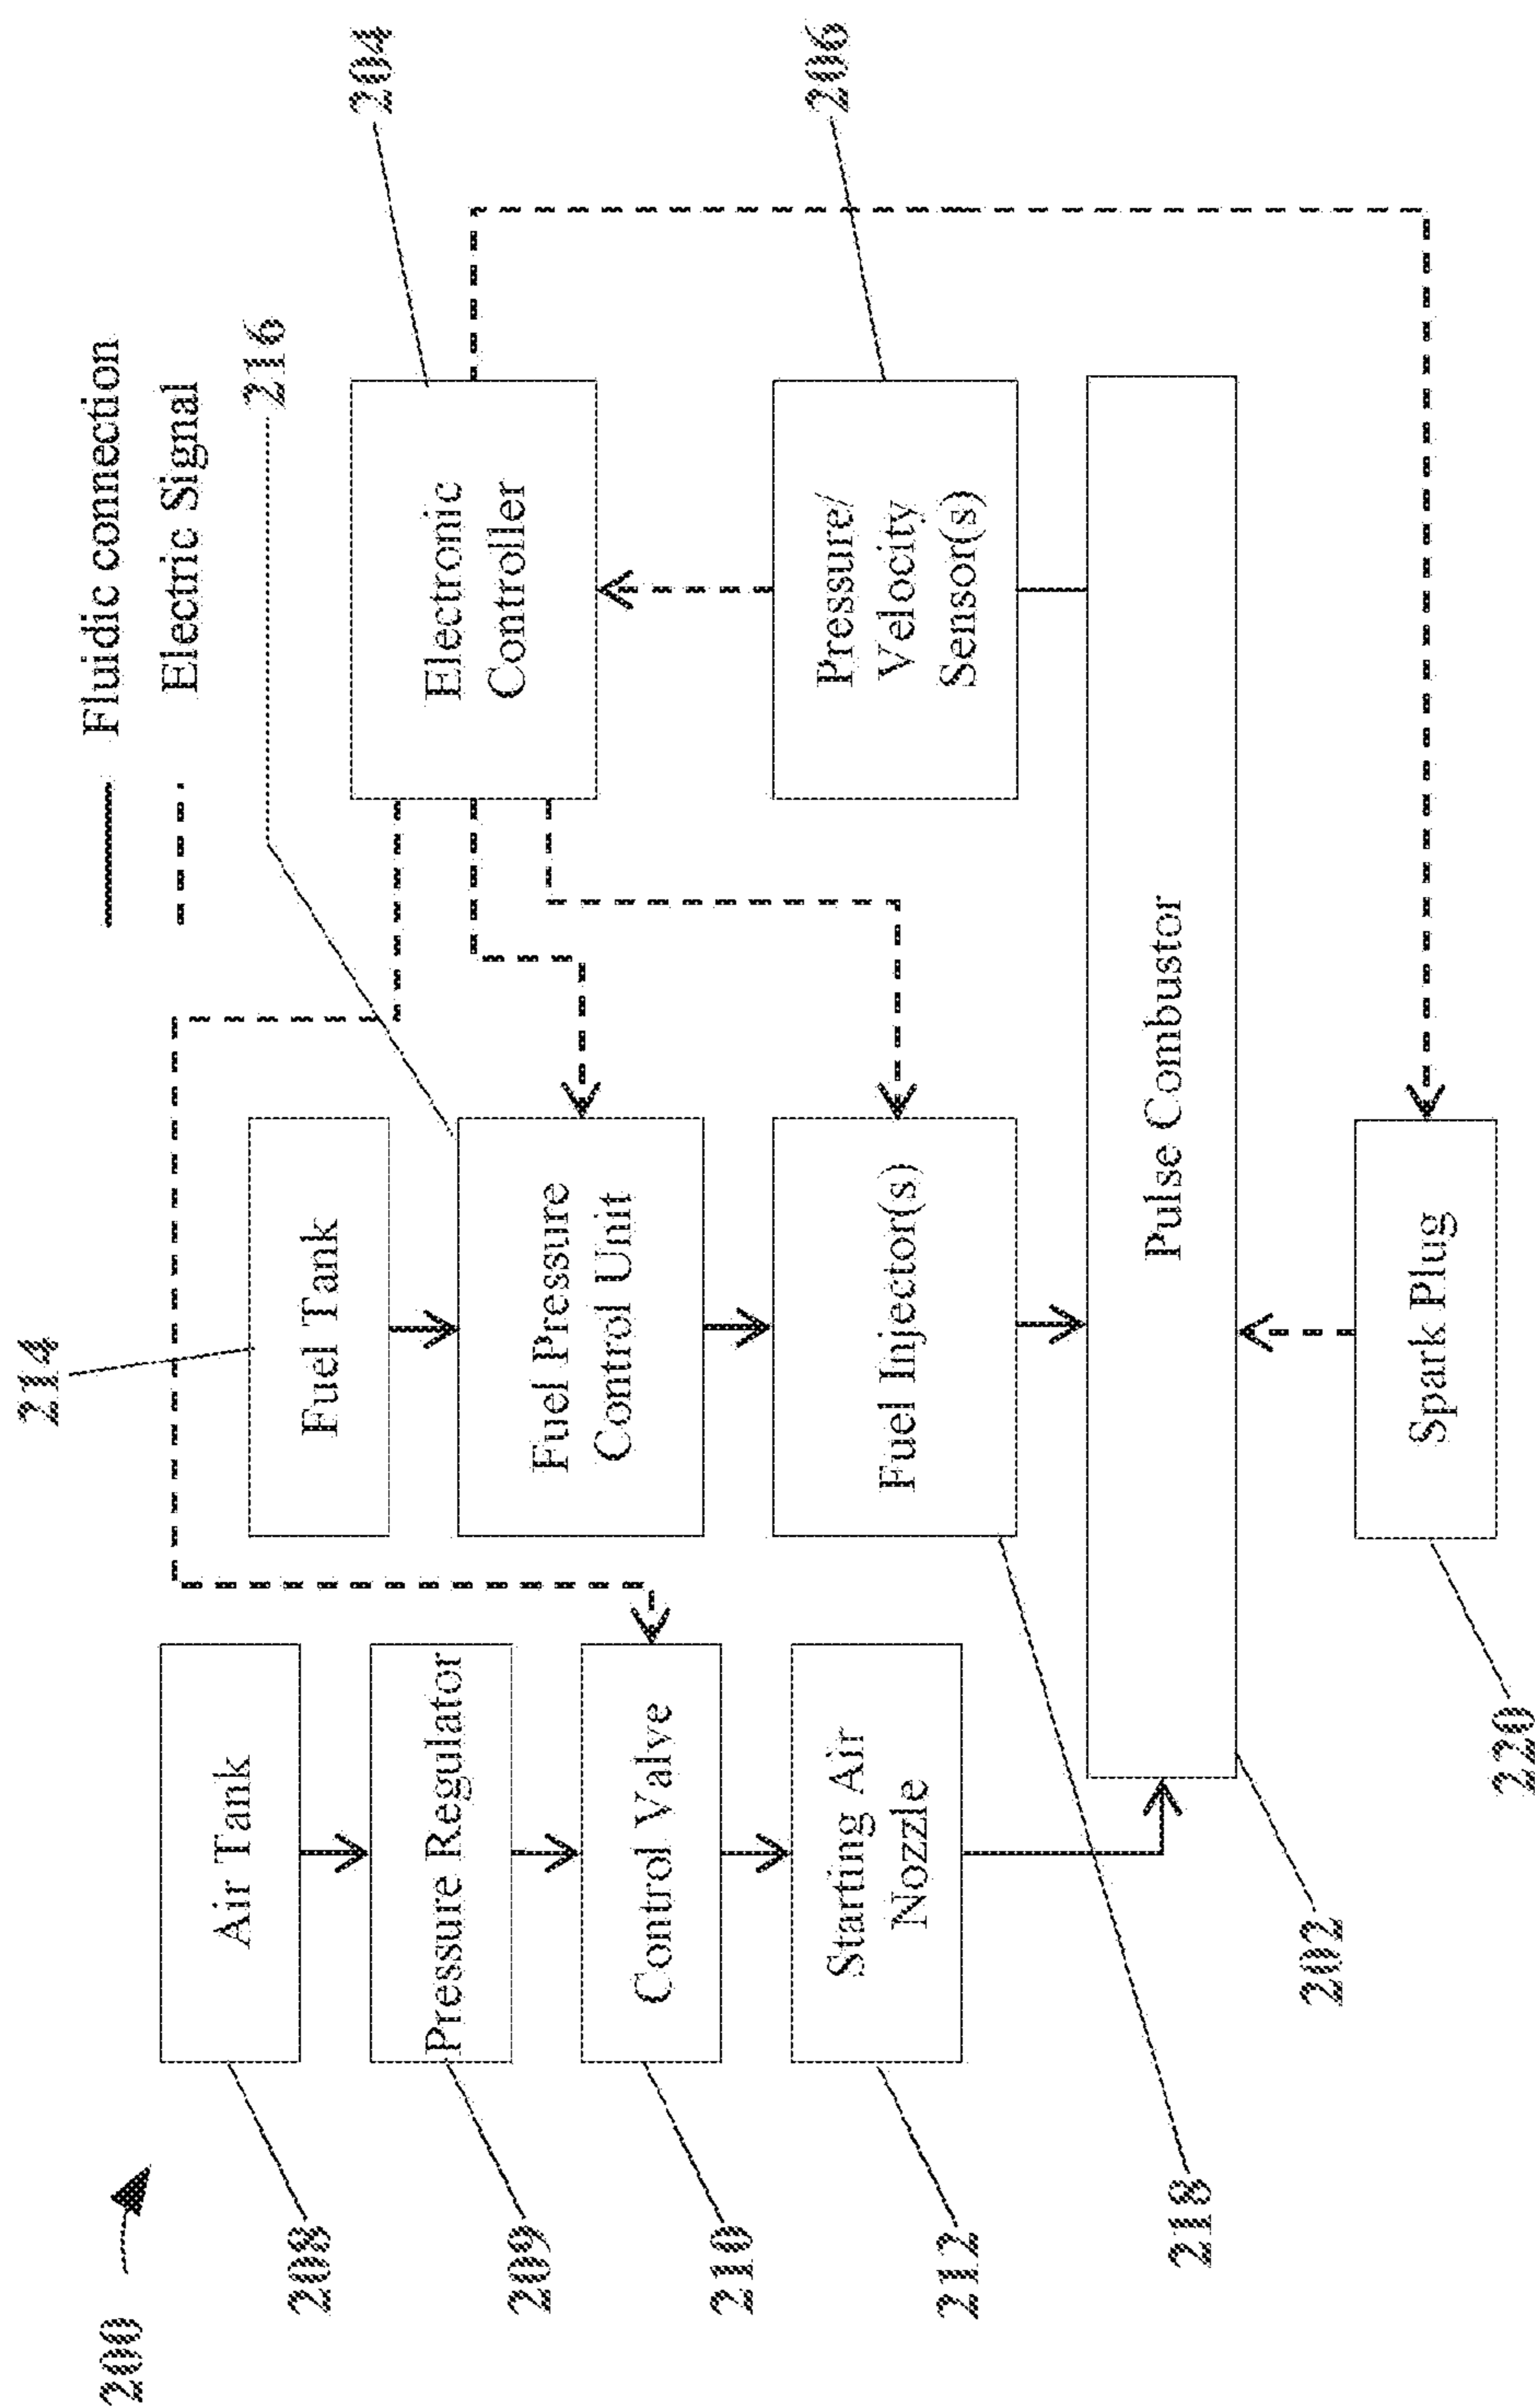 200
Fluidic connection
Electric Signal
214
216
204
208
Air Tank
Fuel Tank
Electronic
Controller
209
Pressure Regulator
Fuel Pressure
Control Unit
210
Control Valve
206
212
Starting Air
Nozzle
Fuel Injector(s)
Pressure/
Velocity
Sensor(s)
218
Pulse Combustor
202
Spark Plug
220